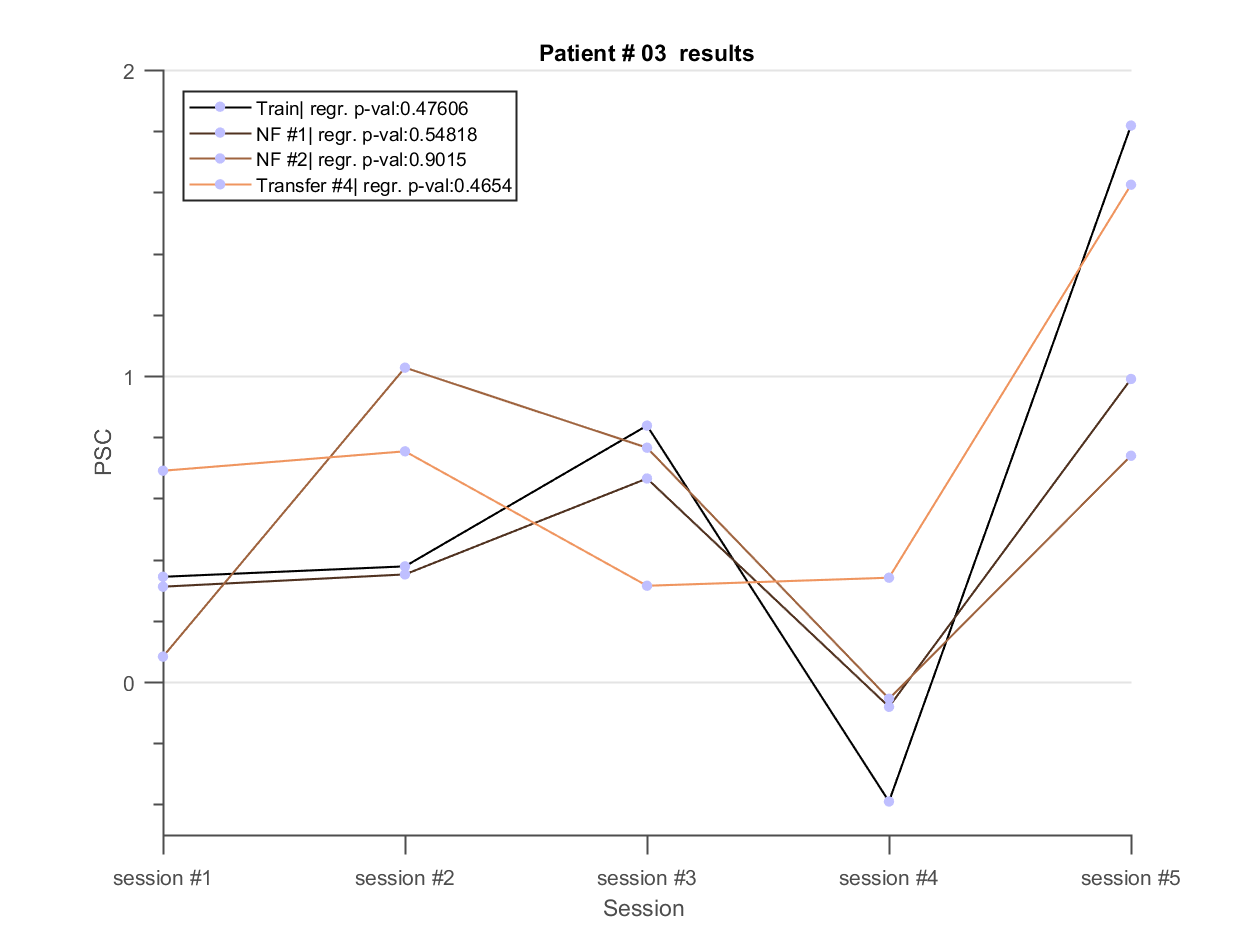 Patient # 03  results
2
Train| regr. p-val:0.47606
NF #1| regr. p-val:0.54818
NF #2| regr. p-val:0.9015
Transfer #4| regr. p-val:0.4654
1
PSC
0
session #1 session #2 session #3 session #4 session #5
Session